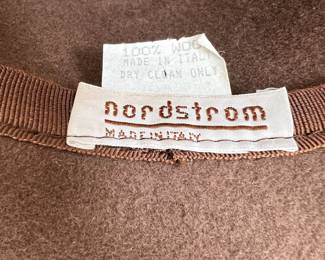 100% WOO
MADE IN ITAL
DRY CLEAN ONLY
nordstrom
MADE IN ITALY